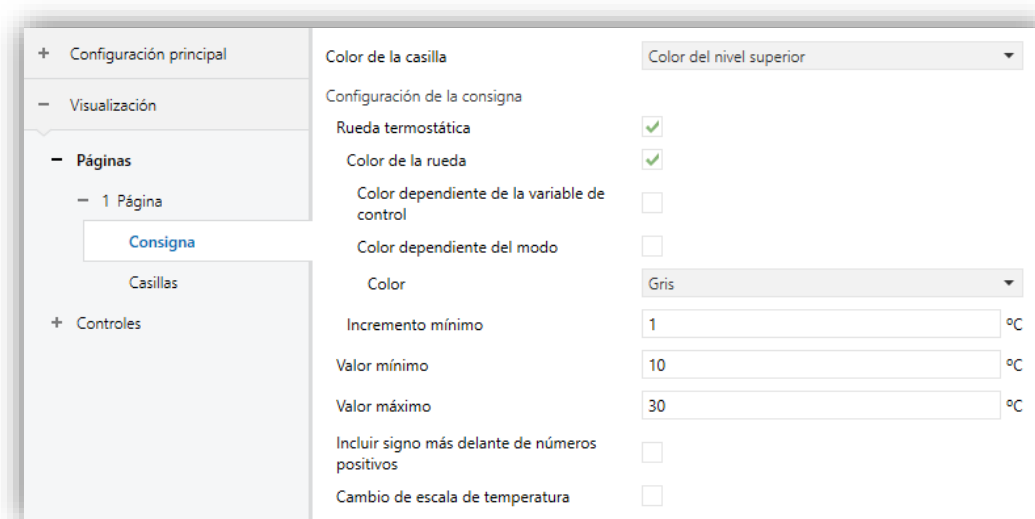 + Configuración principal
− Visualización
− Páginas
− 1 Página
Consigna
Casillas
+ Controles
Color de la casilla
Color del nivel superior
Configuración de la consigna
Rueda termostática
Color de la rueda
Color dependiente de la variable de
control
Color dependiente del modo
Color
Gris
Incremento mínimo
1
ºC
Valor mínimo
10
ºC
Valor máximo
30
ºC
Incluir signo más delante de números
positivos
Cambio de escala de temperatura